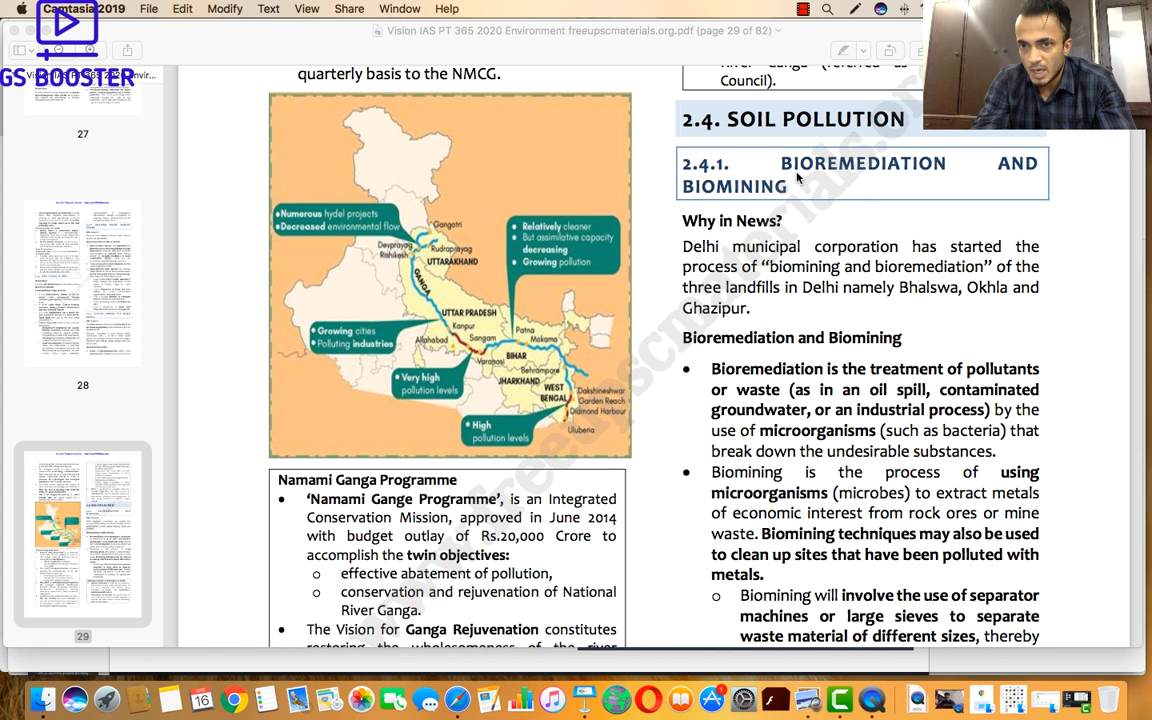 Camtasia 2019 File Edit Modify Text View Share Window Help
GS BOOSTER
Vision IAS PT 365 2020 Environment freeupscmaterials.org.pdf (page 29 of 82)
27
28
29
quarterly basis to the NMCG.
Numerous hydel projects
Decreased environmental flow
Gangotri
Devprayag
Rudraprayag
Rishikesh
UTTARAKHAND
Relatively cleaner
But assimilative capacity
decreasing
Growing pollution
GANGA
UTTAR PRADESH
Growing cities
Polluting industries
Kanpur
Allahabad
Sangam
Varanasi
Patna
Mokama
BIHAR
Very high
pollution levels
JHARKHAND
WEST
BENGAL
Dakshineshwar
Garden Reach
Diamond Harbour
Uluberia
High
pollution levels
Namami Ganga Programme
• ‘Namami Gange Programme’, is an Integrated
Conservation Mission, approved in June 2014
with budget outlay of Rs.20,000 Crore to
accomplish the twin objectives:
o effective abatement of pollution,
o conservation and rejuvenation of National
River Ganga.
• The Vision for Ganga Rejuvenation constitutes
restoring the wholesomeness of the river
River Ganga (referred as
Council).
2.4. SOIL POLLUTION
2.4.1. BIOREMEDIATION AND
BIOMINING
Why in News?
Delhi municipal corporation has started the
process of “biomining and bioremediation” of the
three landfills in Delhi namely Bhalswa, Okhla and
Ghazipur.
Bioremediation and Biomining
• Bioremediation is the treatment of pollutants
or waste (as in an oil spill, contaminated
groundwater, or an industrial process) by the
use of microorganisms (such as bacteria) that
break down the undesirable substances.
• Biomining is the process of using
microorganisms (microbes) to extract metals
of economic interest from rock ores or mine
waste. Biomining techniques may also be used
to clean up sites that have been polluted with
metals.
o Biomining will involve the use of separator
machines or large sieves to separate
waste material of different sizes, thereby